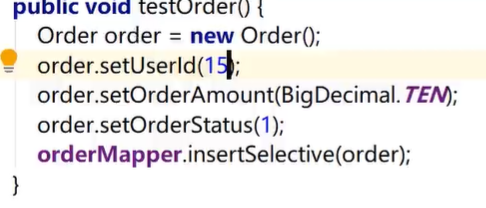 public void testOrder() {
Order order = new Order();
order.setUserId(15);
order.setOrderAmount(BigDecimal.TEN);
order.setOrderStatus(1);
orderMapper.insertSelective(order);
}